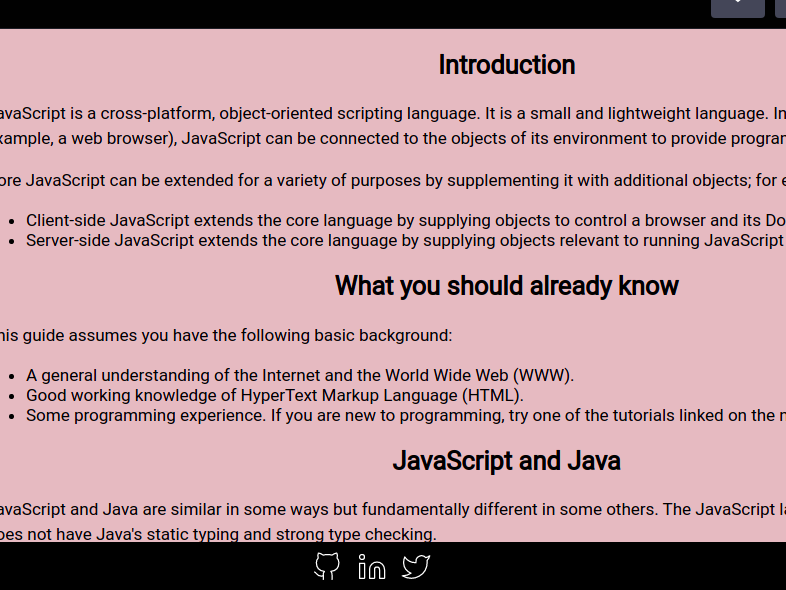 Introduction
avaScript is a cross-platform, object-oriented scripting language. It is a small and lightweight language. In
xample, a web browser), JavaScript can be connected to the objects of its environment to provide program
ore JavaScript can be extended for a variety of purposes by supplementing it with additional objects; for e
• Client-side JavaScript extends the core language by supplying objects to control a browser and its Do
• Server-side JavaScript extends the core language by supplying objects relevant to running JavaScript
What you should already know
his guide assumes you have the following basic background:
• A general understanding of the Internet and the World Wide Web (WWW).
• Good working knowledge of HyperText Markup Language (HTML).
• Some programming experience. If you are new to programming, try one of the tutorials linked on the
JavaScript and Java
avaScript and Java are similar in some ways but fundamentally different in some others. The JavaScript la
oes not have Java's static typing and strong type checking.
in